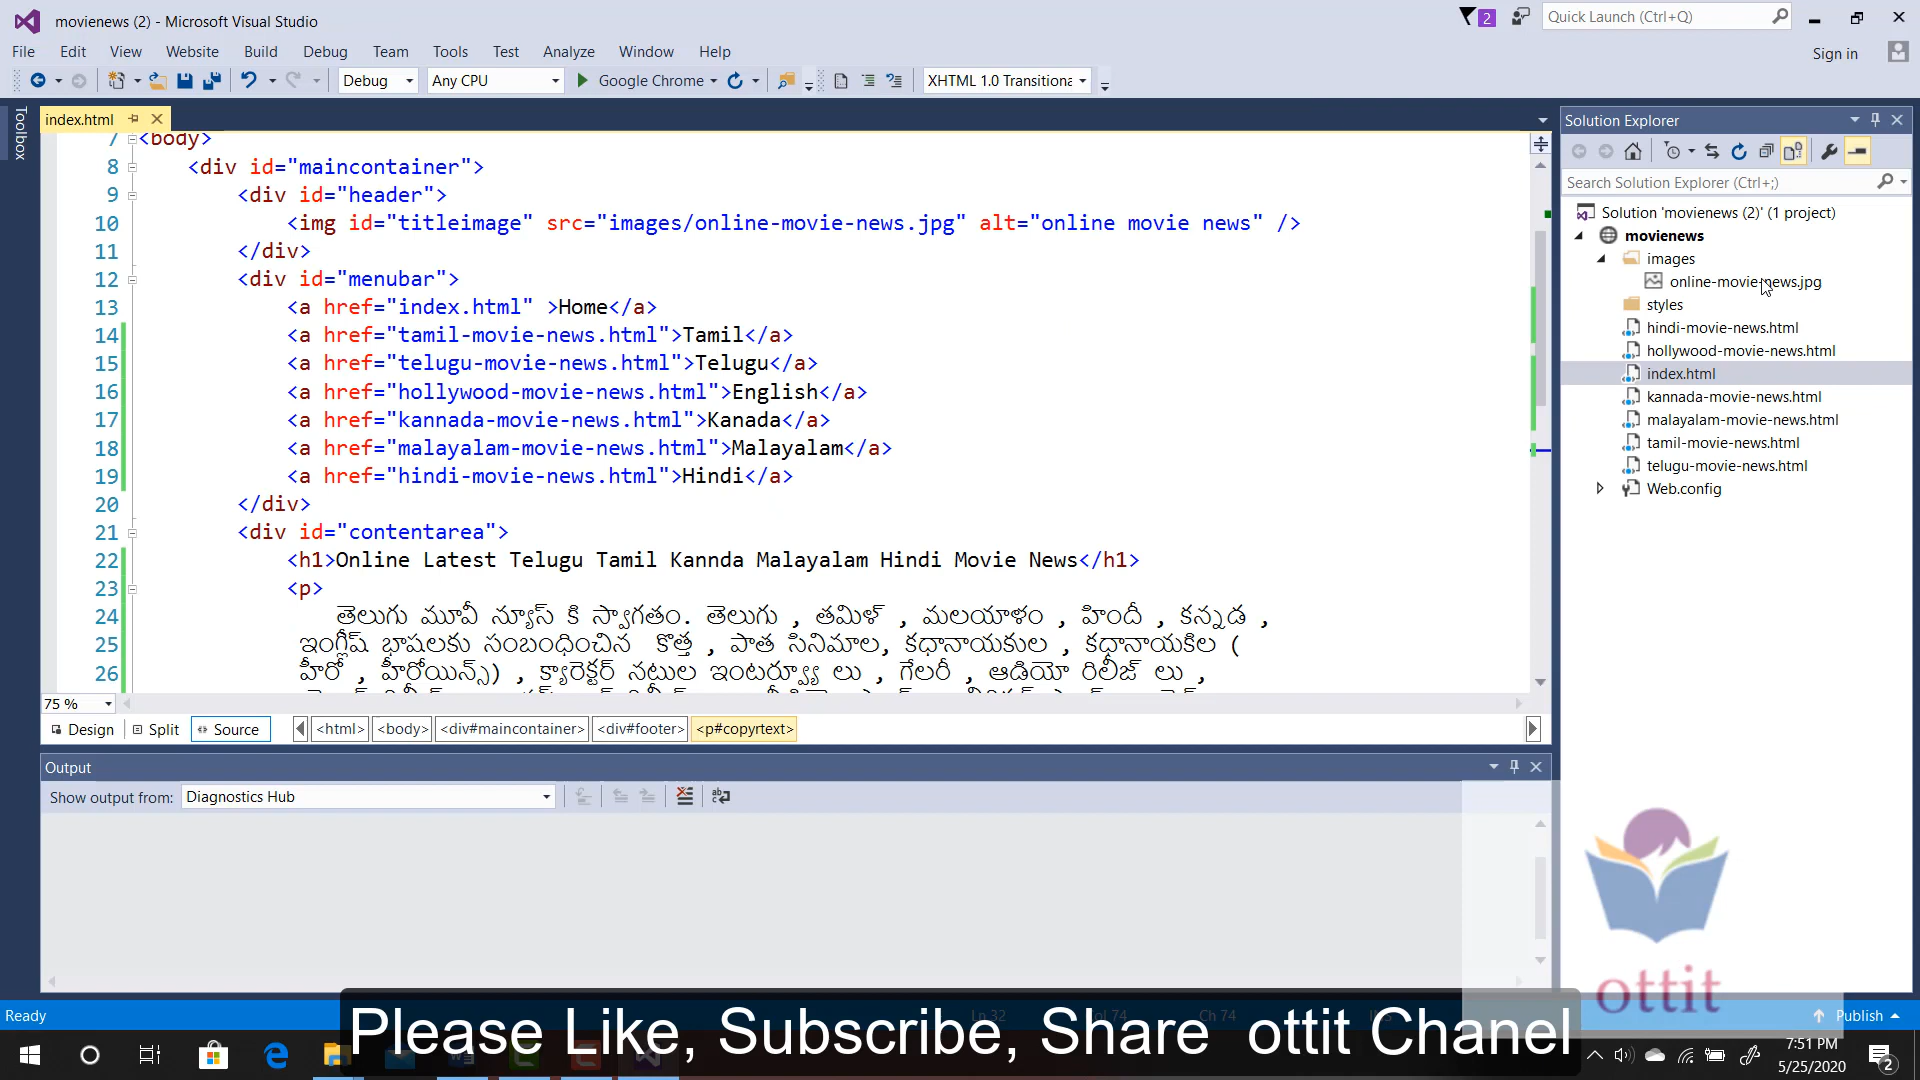 movienews (2) - Microsoft Visual Studio
2
Quick Launch (Ctrl+Q)
File Edit View Website Build Debug Team Tools Test Analyze Window Help
Sign in
Debug Any CPU Google Chrome XHTML 1.0 Transitiona
Toolbox
index.html
7 <body>
8 <div id="maincontainer">
9 <div id="header">
10 <img id="titleimage" src="images/online-movie-news.jpg" alt="online movie news" />
11 </div>
12 <div id="menubar">
13 <a href="index.html" >Home</a>
14 <a href="tamil-movie-news.html">Tamil</a>
15 <a href="telugu-movie-news.html">Telugu</a>
16 <a href="hollywood-movie-news.html">English</a>
17 <a href="kannada-movie-news.html">Kanada</a>
18 <a href="malayalam-movie-news.html">Malayalam</a>
19 <a href="hindi-movie-news.html">Hindi</a>
20 </div>
21 <div id="contentarea">
22 <h1>Online Latest Telugu Tamil Kannda Malayalam Hindi Movie News</h1>
23 <p>
24 తెలుగు మూవీ న్యూస్ కి స్వాగతం. తెలుగు , తమిళ్ , మలయాళం , హిందీ , కన్నడ ,
25 ఇంగ్లీష్ భాషలకు సంబంధించిన కొత్త , పాత సినిమాల, కధానాయకుల , కధానాయకిల (
26 హీరో , హీరోయిన్స్) , క్యారెక్టర్ నటుల ఇంటర్వ్యూ లు , గేలరీ , ఆడియో రిలీజ్ లు ,
75 %
Design Split Source <html> <body> <div#maincontainer> <div#footer> <p#copyrtext>
Output
Show output from: Diagnostics Hub
Solution Explorer
Search Solution Explorer (Ctrl+;)
Solution 'movienews (2)' (1 project)
movienews
images
online-movie-news.jpg
styles
hindi-movie-news.html
hollywood-movie-news.html
index.html
kannada-movie-news.html
malayalam-movie-news.html
tamil-movie-news.html
telugu-movie-news.html
Web.config
ottit
Ready Ln 32 Col 74 Ch 74 Publish
Please Like, Subscribe, Share ottit Chanel
7:51 PM
5/25/2020
2